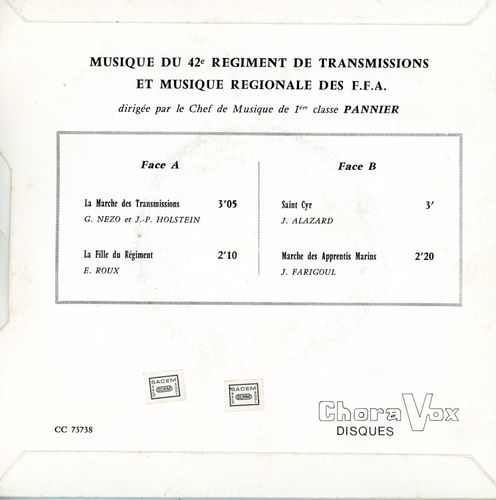 MUSIQUE DU 42e REGIMENT DE TRANSMISSIONS
ET MUSIQUE REGIONALE DES F.F.A.
dirigée par le Chef de Musique de 1ère classe PANNIER
Face A
La Marche des Transmissions 3'05
G. NEZO et J.-P. HOLSTEIN
La Fille du Régiment 2'10
E. ROUX
Face B
Saint Cyr 3'
J. ALAZARD
Marche des Apprentis Marins 2'20
J. FARIGOUL
SACEM
SACEM
ChoraVox
DISQUES
CC 73738